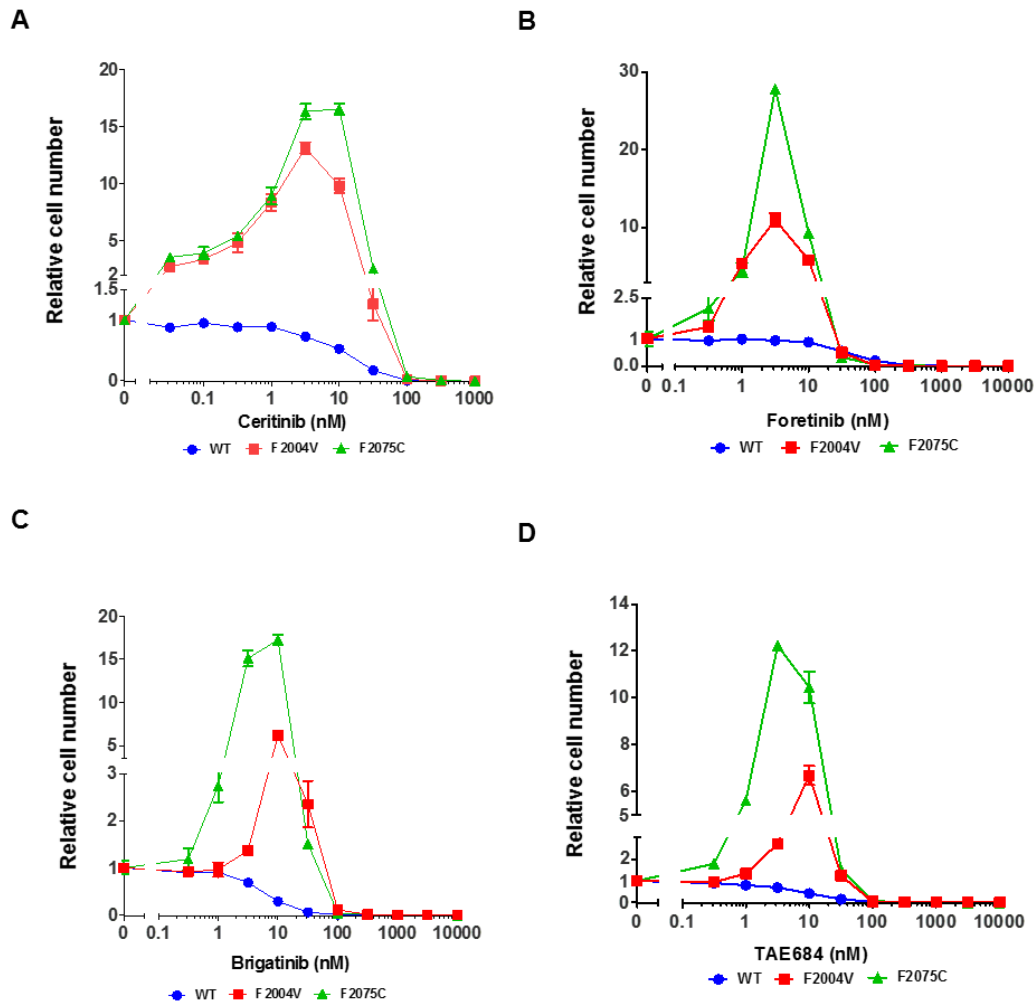 A
Relative cell number
20
15
10
5
2
1.5
1
0
0 0.1 1 10 100 1000
Ceritinib (nM)
WT F2004V F2075C
B
Relative cell number
30
20
10
2.5
1
0.0
0 0.1 1 10 100 1000 10000
Foretinib (nM)
WT F2004V F2075C
C
Relative cell number
20
15
10
5
3
2
1
0
0 0.1 1 10 100 1000 10000
Brigatinib (nM)
WT F2004V F2075C
D
Relative cell number
14
12
10
8
6
5
2
1
0
0 0.1 1 10 100 1000 10000
TAE684 (nM)
WT F2004V F2075C